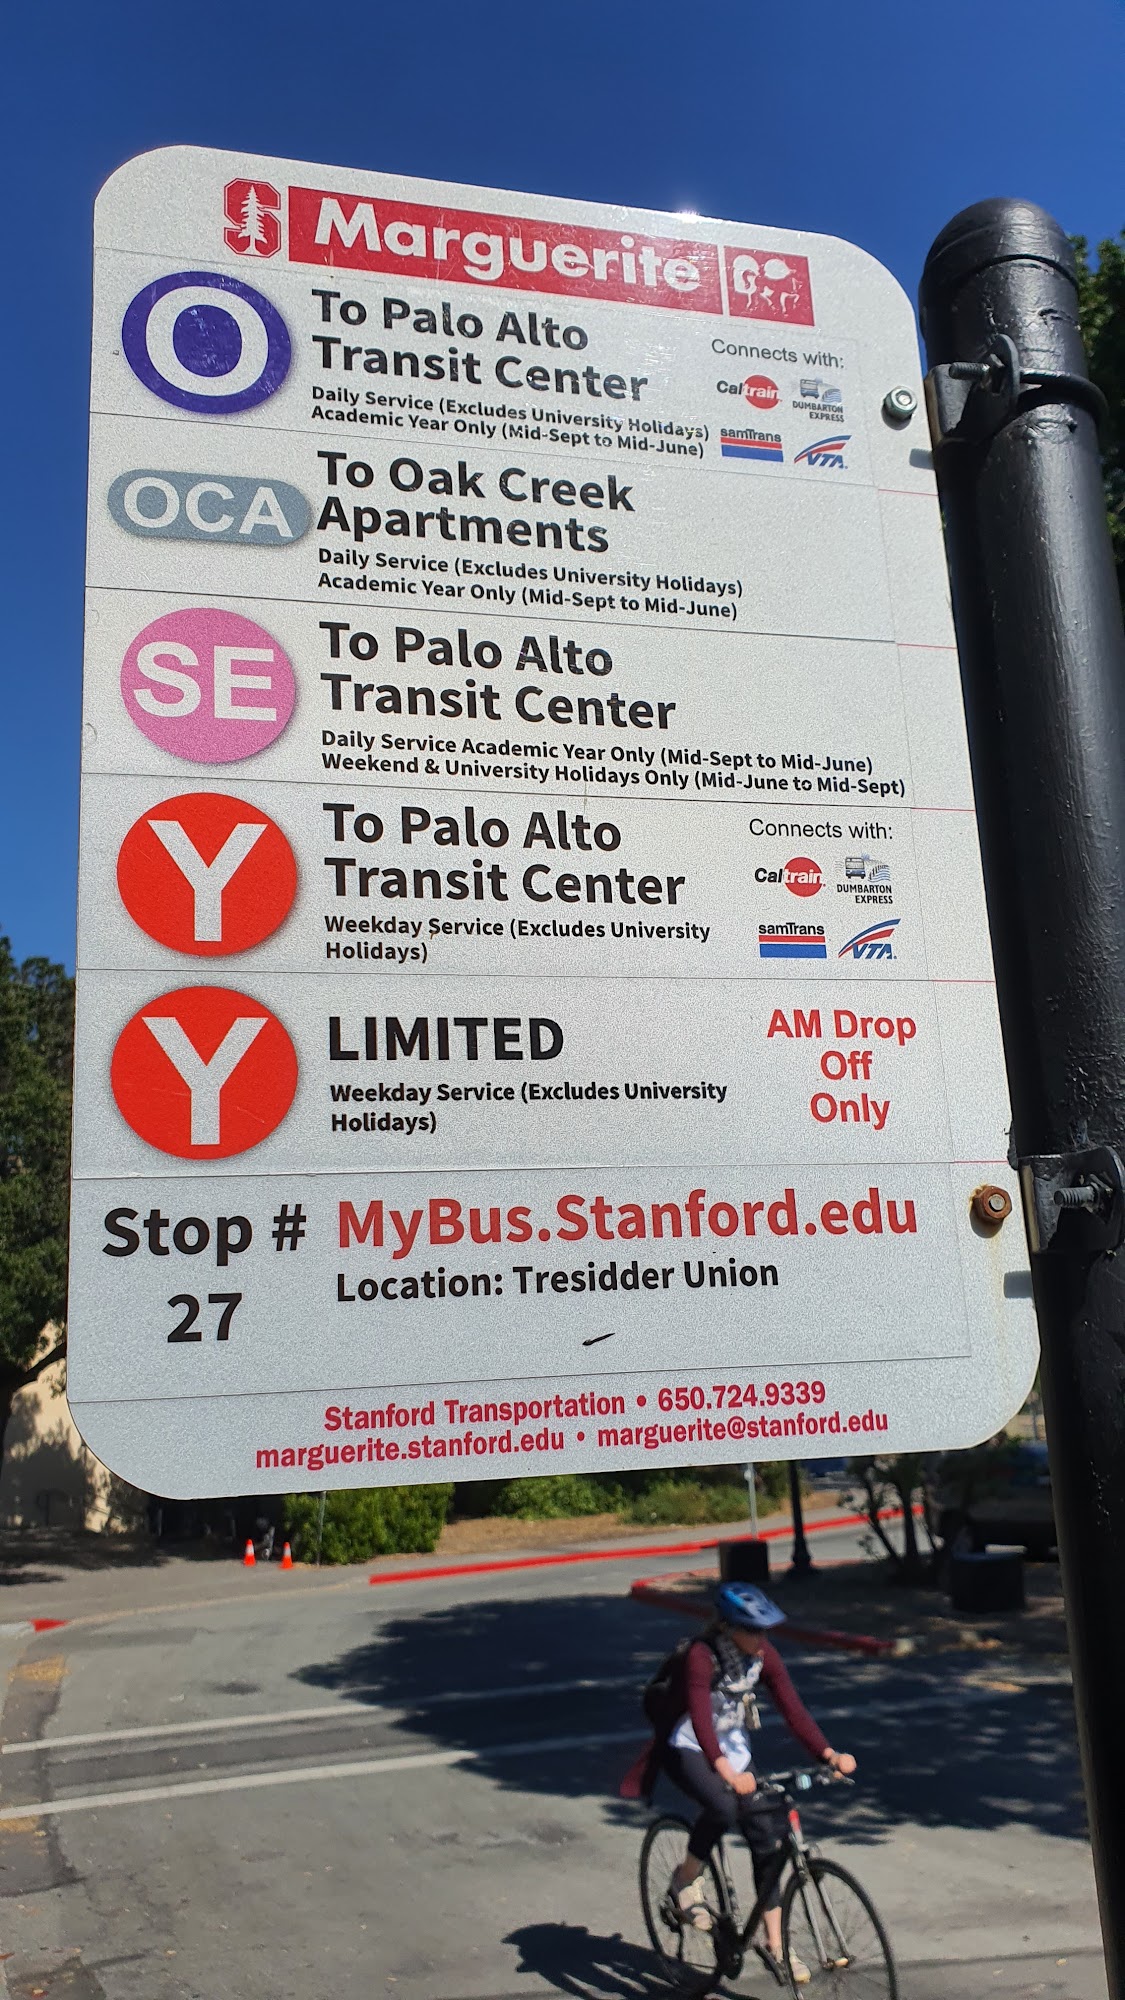 S Marguerite
O
To Palo Alto
Transit Center
Daily Service (Excludes University Holidays)
Academic Year Only (Mid-Sept to Mid-June)
Connects with:
Caltrain
DUMBARTON
EXPRESS
samTrans
VTA
OCA
To Oak Creek
Apartments
Daily Service (Excludes University Holidays)
Academic Year Only (Mid-Sept to Mid-June)
SE
To Palo Alto
Transit Center
Daily Service Academic Year Only (Mid-Sept to Mid-June)
Weekend & University Holidays Only (Mid-June to Mid-Sept)
Y
To Palo Alto
Transit Center
Weekday Service (Excludes University
Holidays)
Connects with:
Caltrain
DUMBARTON
EXPRESS
samTrans
VTA
Y
LIMITED
Weekday Service (Excludes University
Holidays)
AM Drop
Off
Only
Stop #
27
MyBus.Stanford.edu
Location: Tresidder Union
Stanford Transportation • 650.724.9339
marguerite.stanford.edu • marguerite@stanford.edu